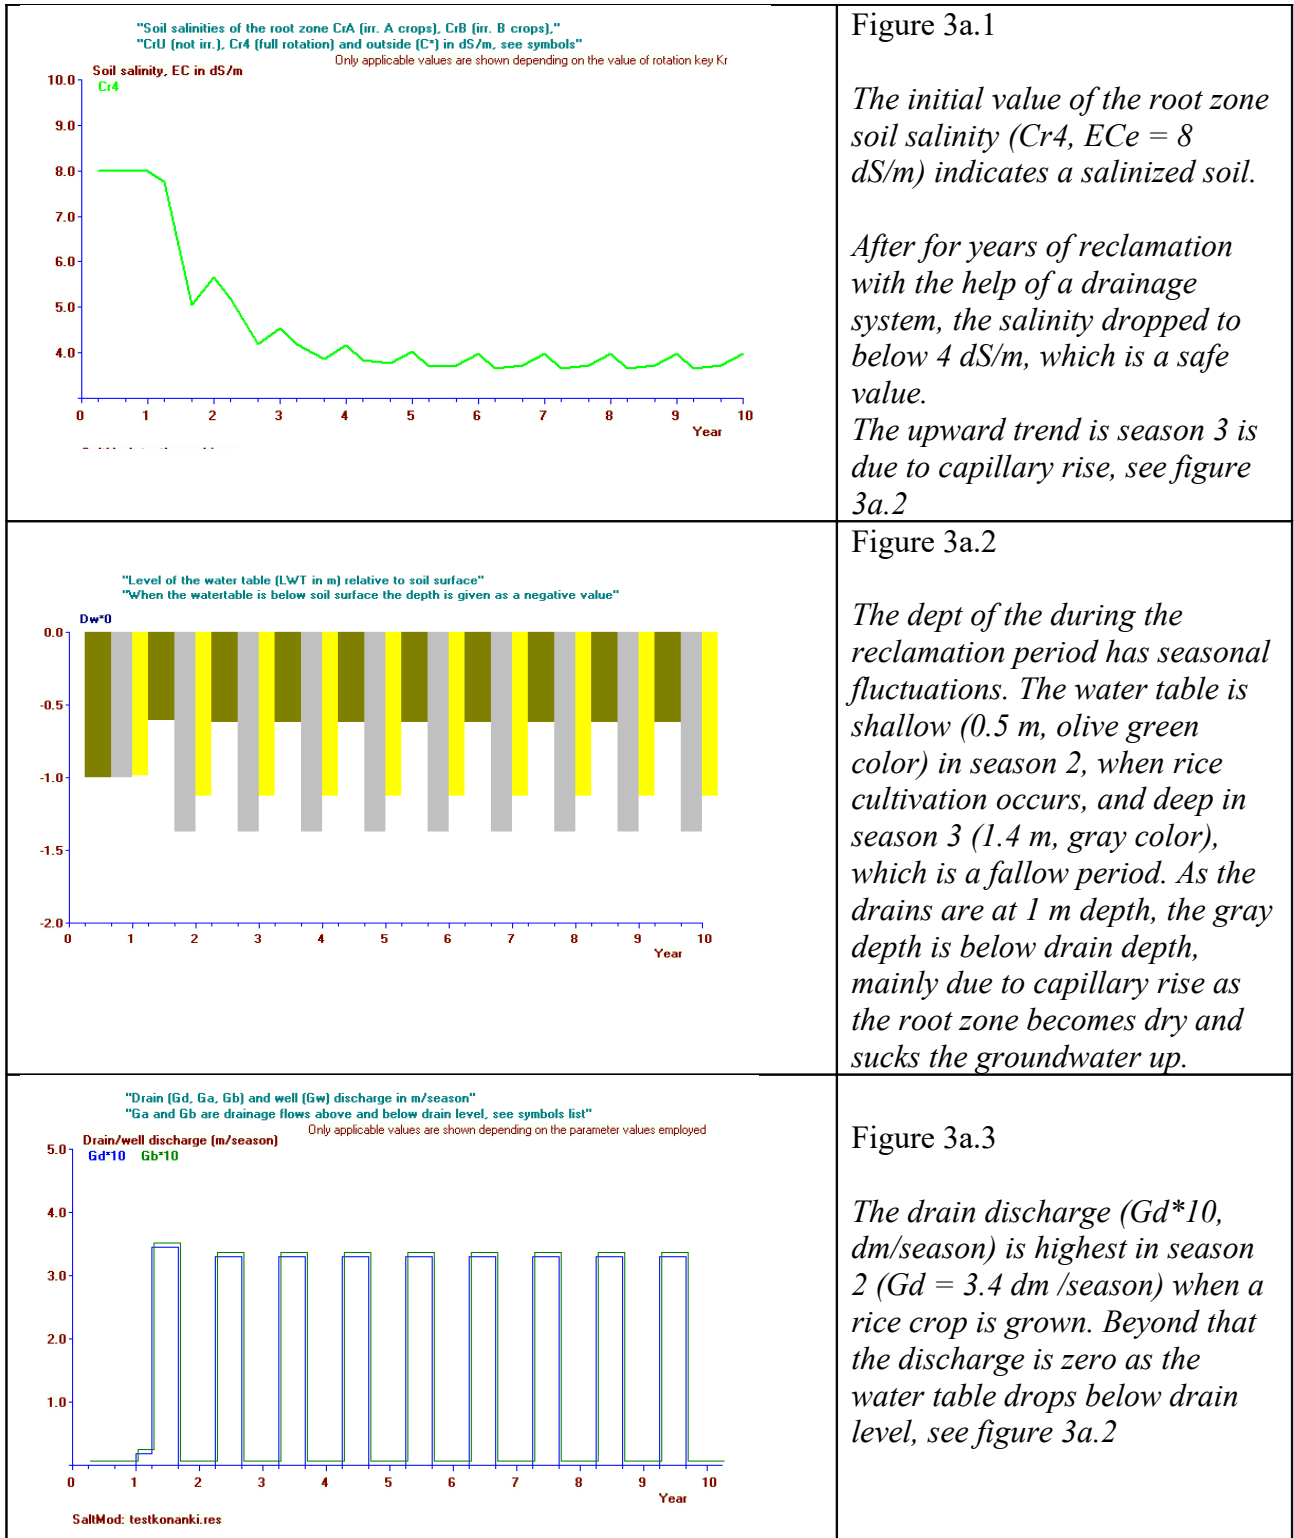 "Soil salinities of the root zone CrA (irr. A crops), CrB (irr. B crops),"
"CrU (not irr.), Cr4 (full rotation) and outside (C*) in dS/m, see symbols"
Only applicable values are shown depending on the value of rotation key Kr
Soil salinity, EC in dS/m
Cr4
10.0
9.0
8.0
7.0
6.0
5.0
4.0
0 1 2 3 4 5 6 7 8 9 10
Year
Figure 3a.1
The initial value of the root zone
soil salinity (Cr4, ECe = 8
dS/m) indicates a salinized soil.
After for years of reclamation
with the help of a drainage
system, the salinity dropped to
below 4 dS/m, which is a safe
value.
The upward trend is season 3 is
due to capillary rise, see figure
3a.2
"Level of the water table (LWT in m) relative to soil surface"
"When the watertable is below soil surface the depth is given as a negative value"
Dw*0
0.0
-0.5
-1.0
-1.5
-2.0
0 1 2 3 4 5 6 7 8 9 10
Year
Figure 3a.2
The dept of the during the
reclamation period has seasonal
fluctuations. The water table is
shallow (0.5 m, olive green
color) in season 2, when rice
cultivation occurs, and deep in
season 3 (1.4 m, gray color),
which is a fallow period. As the
drains are at 1 m depth, the gray
depth is below drain depth,
mainly due to capillary rise as
the root zone becomes dry and
sucks the groundwater up.
"Drain (Gd, Ga, Gb) and well (Gw) discharge in m/season"
"Ga and Gb are drainage flows above and below drain level, see symbols list"
Only applicable values are shown depending on the parameter values employed
Drain/well discharge (m/season)
Gd*10 Gb*10
5.0
4.0
3.0
2.0
1.0
0 1 2 3 4 5 6 7 8 9 10
Year
SaltMod: testkonanki.res
Figure 3a.3
The drain discharge (Gd*10,
dm/season) is highest in season
2 (Gd = 3.4 dm /season) when a
rice crop is grown. Beyond that
the discharge is zero as the
water table drops below drain
level, see figure 3a.2